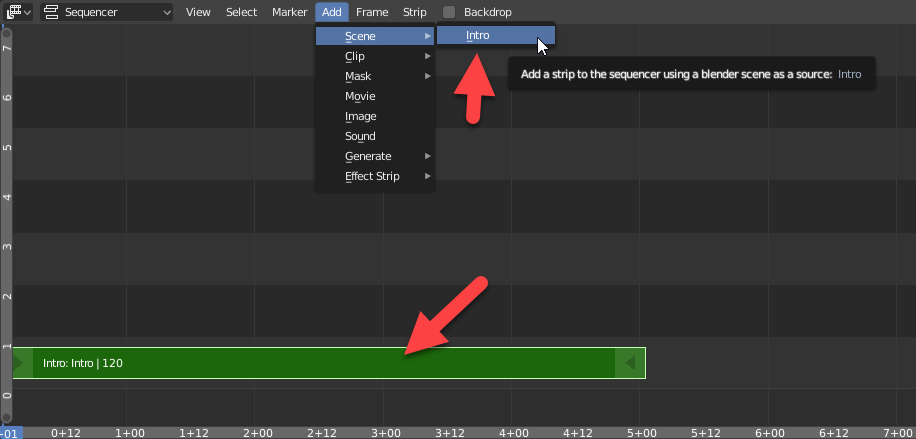 Sequencer View Select Marker Add Frame Strip Backdrop
Scene
Intro
Clip
Mask
Movie
Image
Sound
Generate
Effect Strip
Add a strip to the sequencer using a blender scene as a source: Intro
7
6
5
4
3
2
1
0
Intro: Intro | 120
-01 0+12 1+00 1+12 2+00 2+12 3+00 3+12 4+00 4+12 5+00 5+12 6+00 6+12 7+00